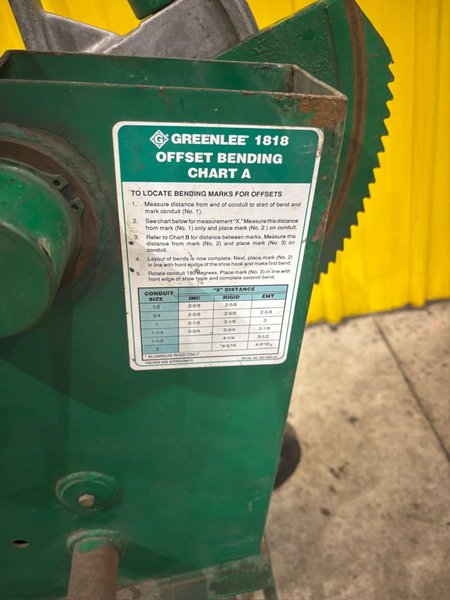 G GREENLEE 1818
OFFSET BENDING
CHART A
TO LOCATE BENDING MARKS FOR OFFSETS
1. Measure distance from end of conduit to start of bend and
mark conduit (No. 1).
2. See chart below for measurement "X." Measure this distance
from mark (No. 1) only and place mark (No. 2) on conduit.
3. Refer to Chart B for distance between marks. Measure this
distance from mark (No. 2) and place mark (No. 3) on
conduit.
4. Layout of bends is now complete. Next, place mark (No. 2)
in line with front edge of the shoe hook and make first bend.
Rotate conduit 180 degrees. Place mark (No. 3) in line with
front edge of shoe hook and complete second bend.
CONDUIT SIZE "X" DISTANCE
IMC RIGID EMT
1/2 2-5/8 2-5/8
3/4 2-5/8 2-5/8 2-5/8
1 3-1/8 3-1/8 3
1-1/4 3-3/4 3-3/4 3-1/8
1-1/2 4-1/4 3-1/2
2 *4-5/16 4-3/16
* ALUMINUM RIGID ONLY
FIGURES ARE APPROXIMATE